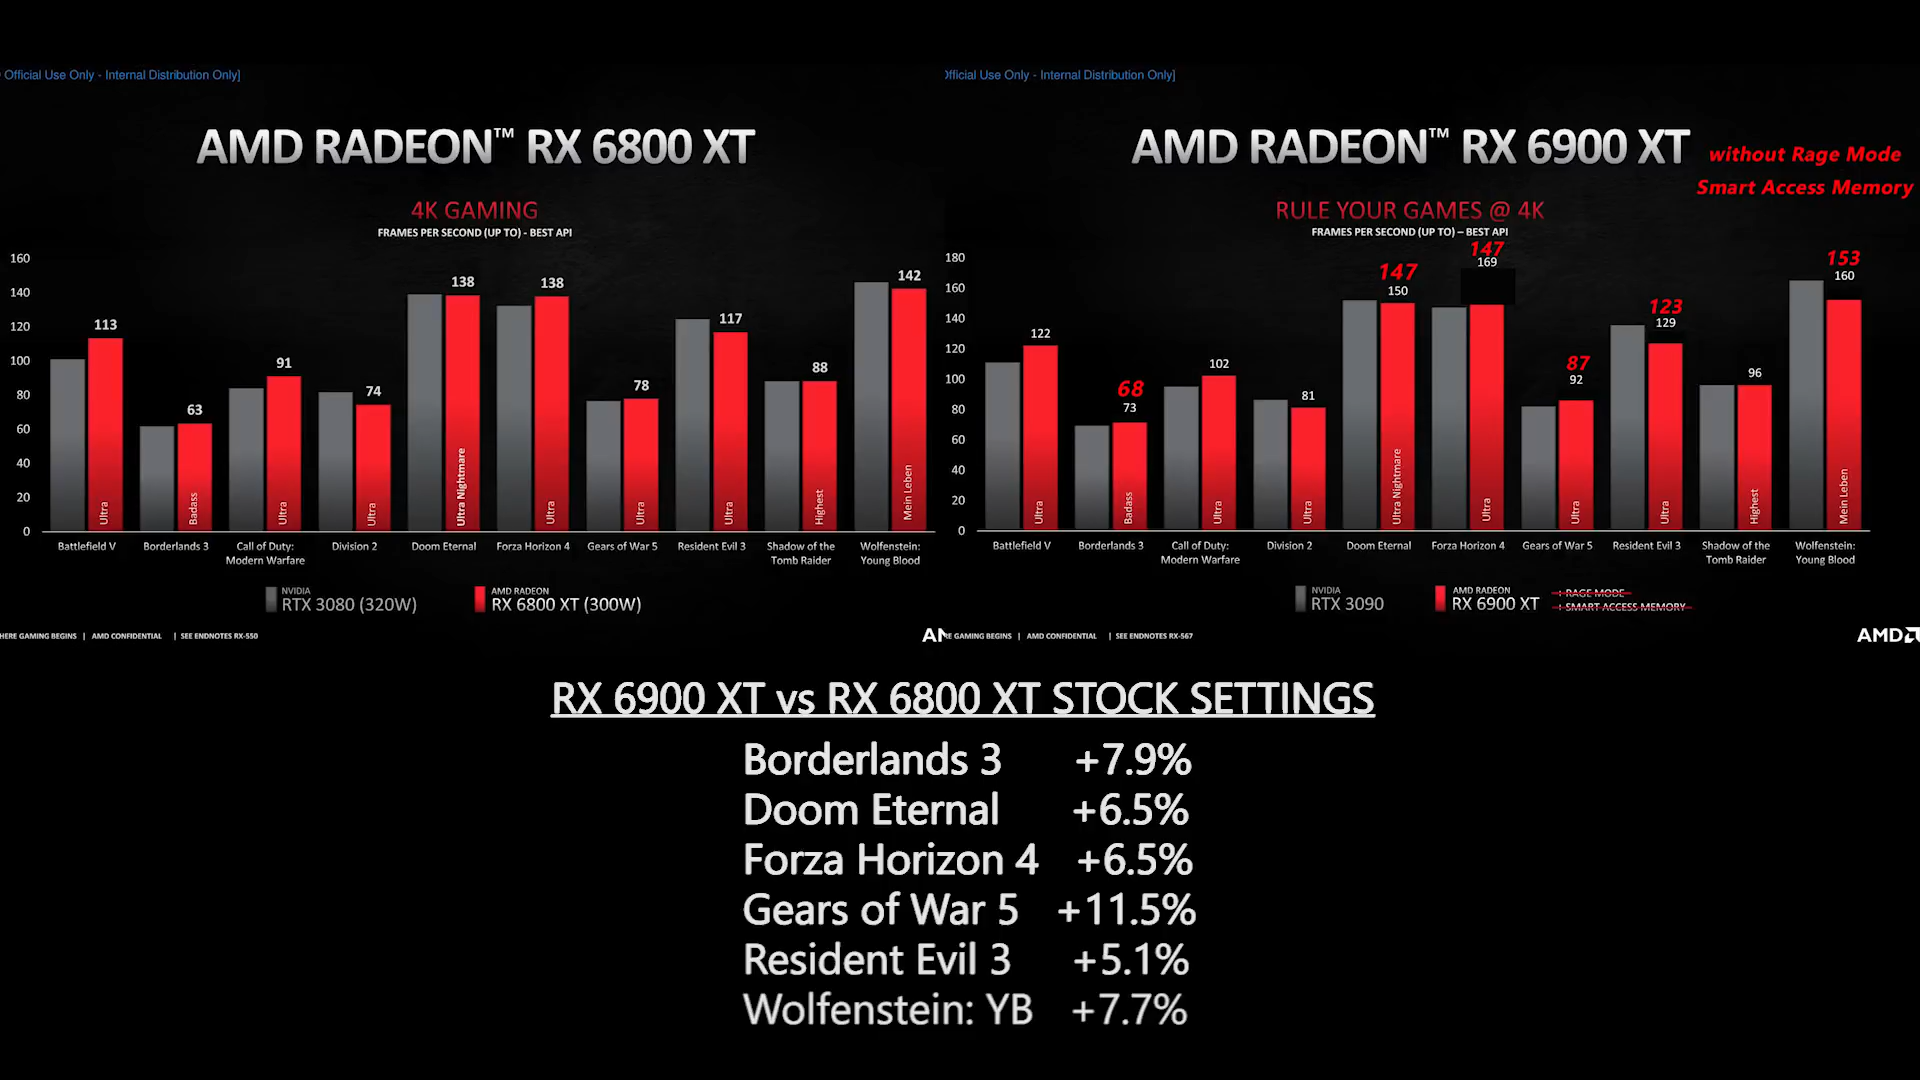 Official Use Only - Internal Distribution Only]
AMD RADEON™ RX 6800 XT
4K GAMING
FRAMES PER SECOND (UP TO) - BEST API
160
140
120
100
80
60
40
20
0
113
63
91
74
138
138
78
117
88
142
Ultra
Badass
Ultra
Ultra
Ultra Nightmare
Ultra
Ultra
Ultra
Highest
Mein Leben
Battlefield V
Borderlands 3
Call of Duty:
Modern Warfare
Division 2
Doom Eternal
Forza Horizon 4
Gears of War 5
Resident Evil 3
Shadow of the
Tomb Raider
Wolfenstein:
Young Blood
NVIDIA
RTX 3080 (320W)
AMD RADEON
RX 6800 XT (300W)
HERE GAMING BEGINS | AMD CONFIDENTIAL | SEE ENDNOTES RX-550
Official Use Only - Internal Distribution Only]
AMD RADEON™ RX 6900 XT
without Rage Mode
Smart Access Memory
RULE YOUR GAMES @ 4K
FRAMES PER SECOND (UP TO) – BEST API
180
160
140
120
100
80
60
40
20
0
122
68
73
102
81
147
150
147
169
87
92
123
129
96
153
160
Ultra
Badass
Ultra
Ultra
Ultra Nightmare
Ultra
Ultra
Ultra
Highest
Mein Leben
Battlefield V
Borderlands 3
Call of Duty:
Modern Warfare
Division 2
Doom Eternal
Forza Horizon 4
Gears of War 5
Resident Evil 3
Shadow of the
Tomb Raider
Wolfenstein:
Young Blood
NVIDIA
RTX 3090
AMD RADEON
RX 6900 XT
+ RAGE MODE
+ SMART ACCESS MEMORY
RE GAMING BEGINS | AMD CONFIDENTIAL | SEE ENDNOTES RX-567
AMD
RX 6900 XT vs RX 6800 XT STOCK SETTINGS
Borderlands 3 +7.9%
Doom Eternal +6.5%
Forza Horizon 4 +6.5%
Gears of War 5 +11.5%
Resident Evil 3 +5.1%
Wolfenstein: YB +7.7%